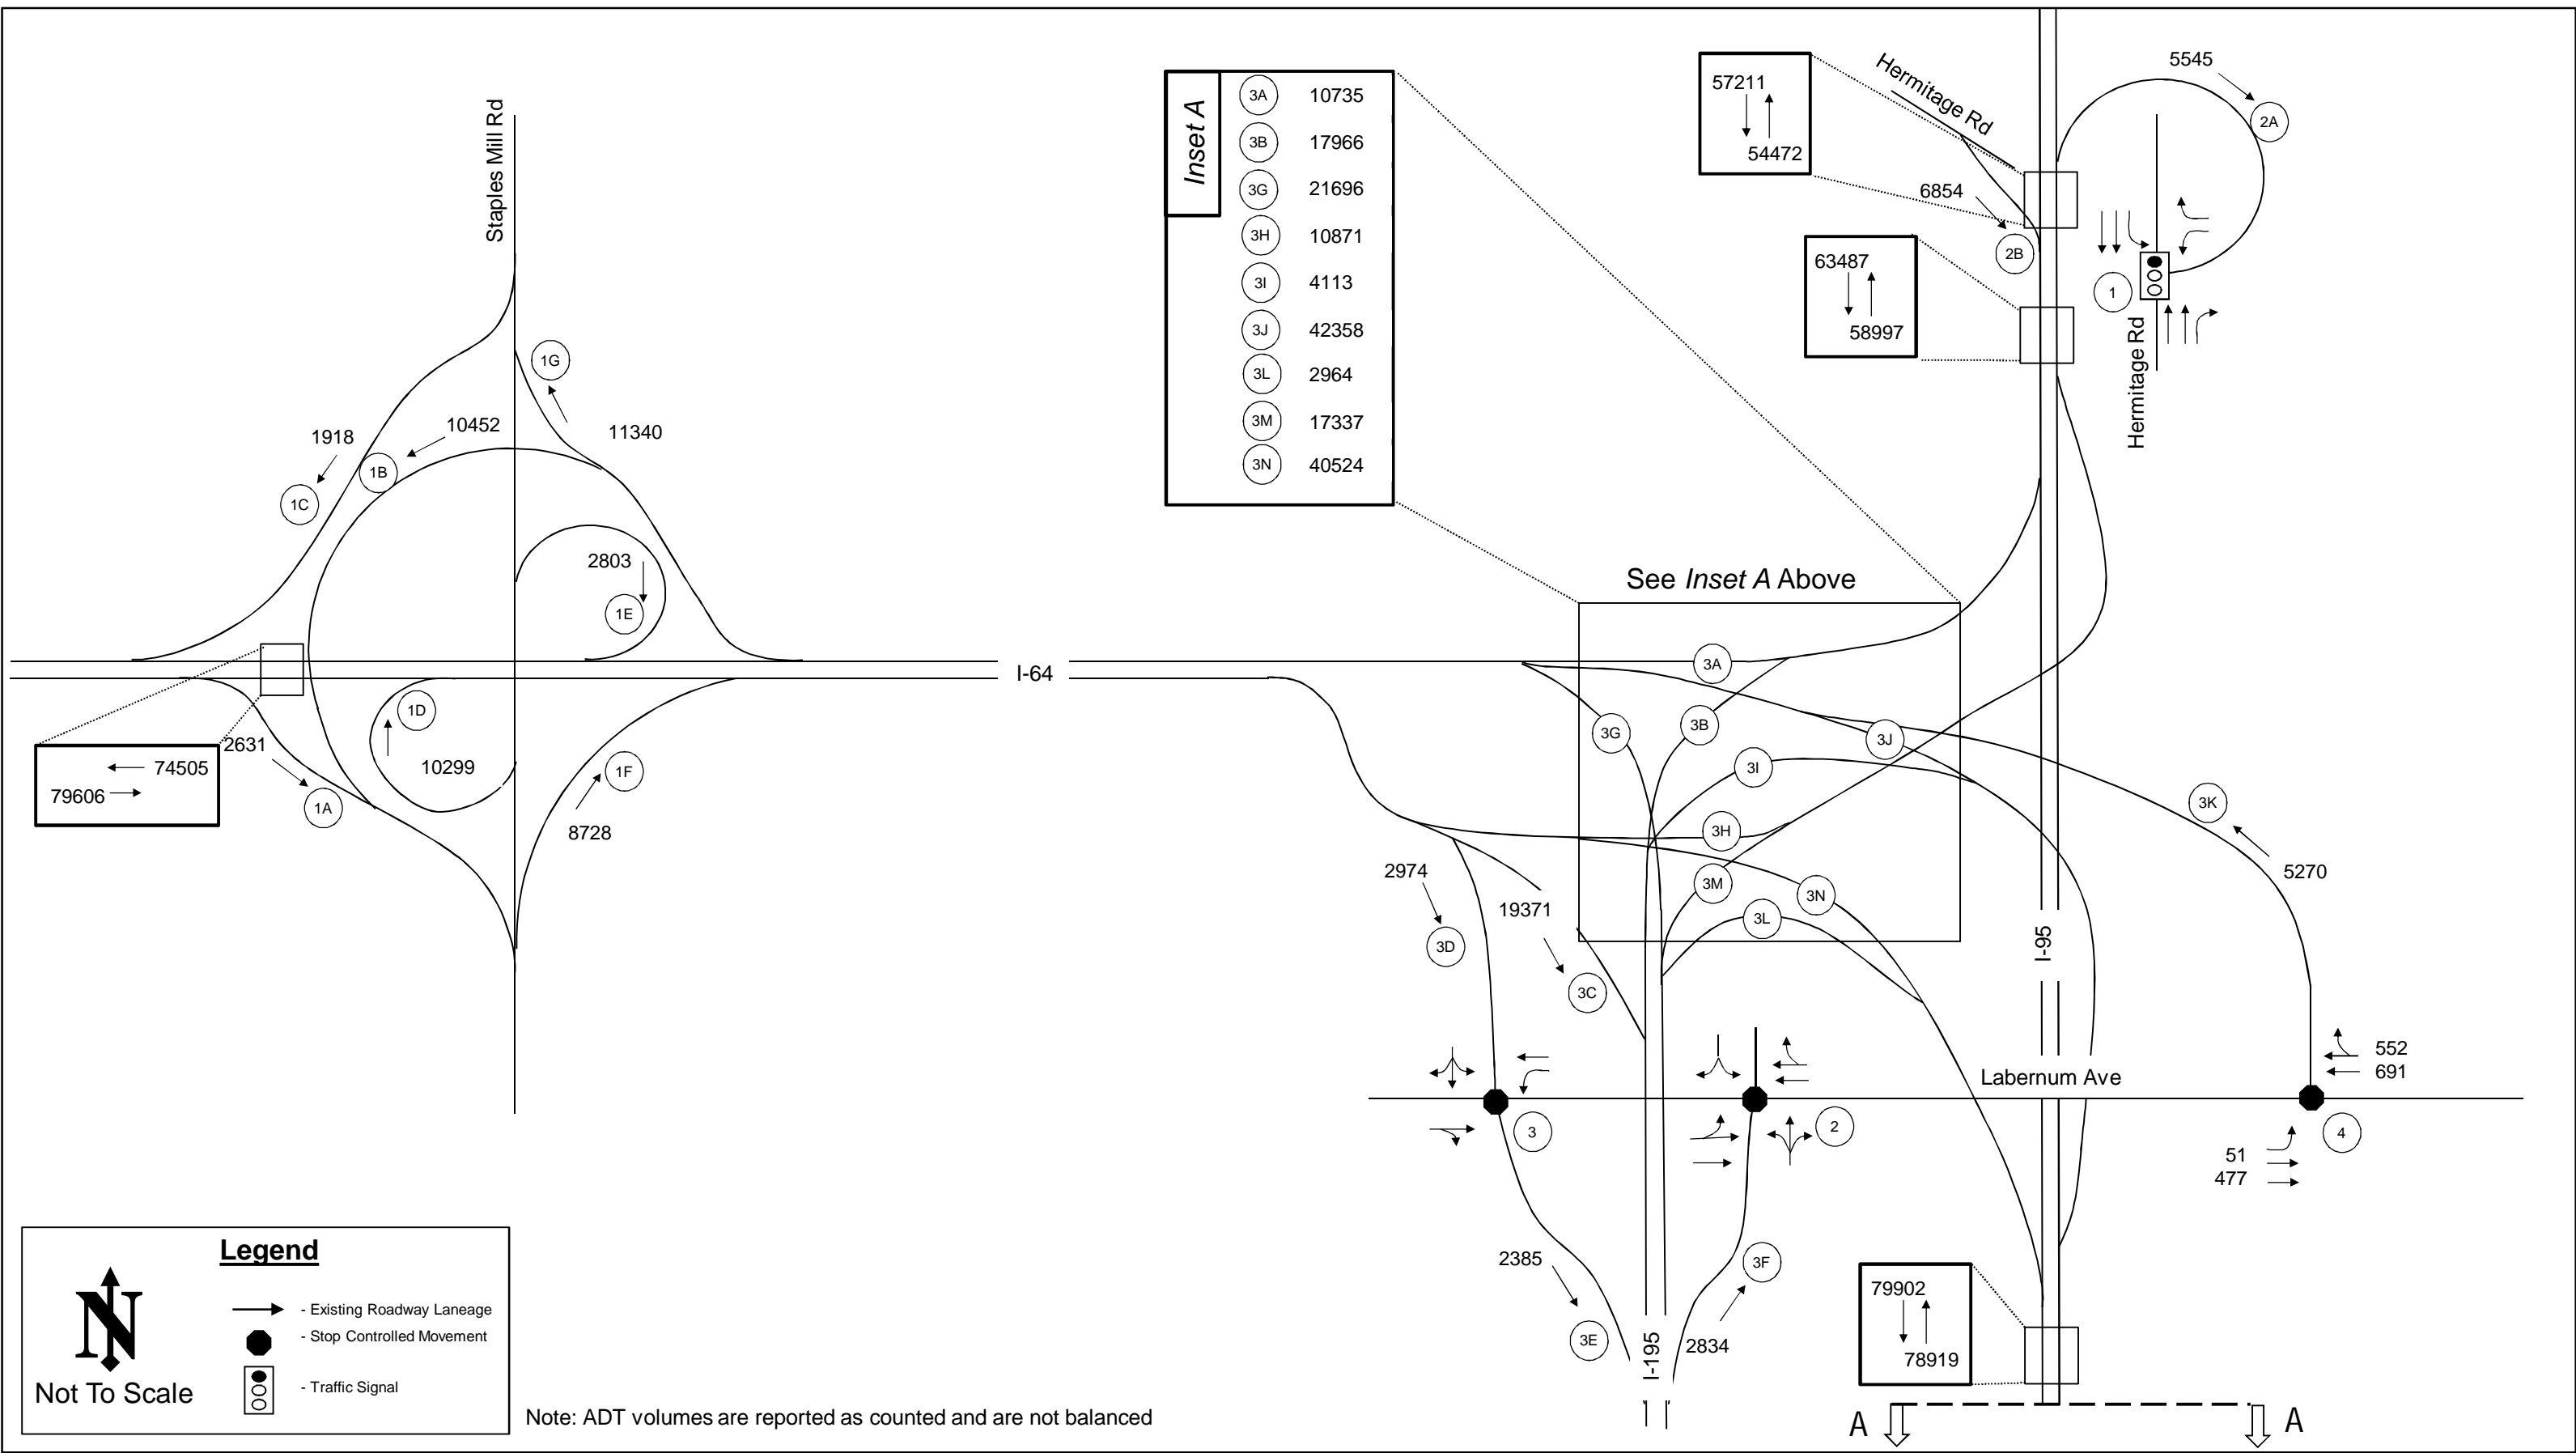 Staples Mill Rd
1G
1918
10452
11340
1B
1C
2803
1E
I-64
1D
2631
10299
1F
74505
79606
1A
8728
Inset A
3A 10735
3B 17966
3G 21696
3H 10871
3I 4113
3J 42358
3L 2964
3M 17337
3N 40524
57211
54472
Hermitage Rd
5545
2A
6854
2B
63487
58997
1
Hermitage Rd
See Inset A Above
3A
3B
3G
3J
3I
3H
3K
3M
3N
3L
5270
2974
19371
3D
3C
I-95
552
691
Labernum Ave
3
2
4
51
477
2385
3F
3E
I-195
2834
79902
78919
A
A
Legend
N
- Existing Roadway Laneage
- Stop Controlled Movement
- Traffic Signal
Not To Scale
Note: ADT volumes are reported as counted and are not balanced